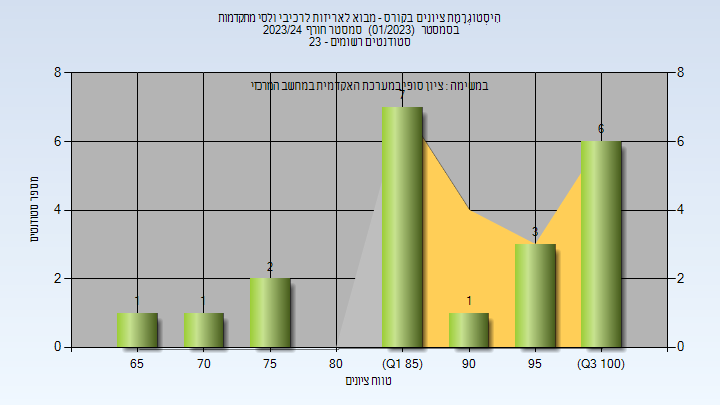 היסטוגרמת ציונים בקורס - מבוא לאריזות לרכיבי ולסי מתקדמות
בסמסטר (01/2023) סמסטר חורף 2023/24
סטודנטים רשומים - 23
במשימה : ציון סופי במערכת האקדמית במחשב המרכזי
מספר סטודנטים
8
6
4
2
0
8
6
4
2
0
1
1
2
7
1
3
6
65
70
75
80
(Q1 85)
90
95
(Q3 100)
טווח ציונים